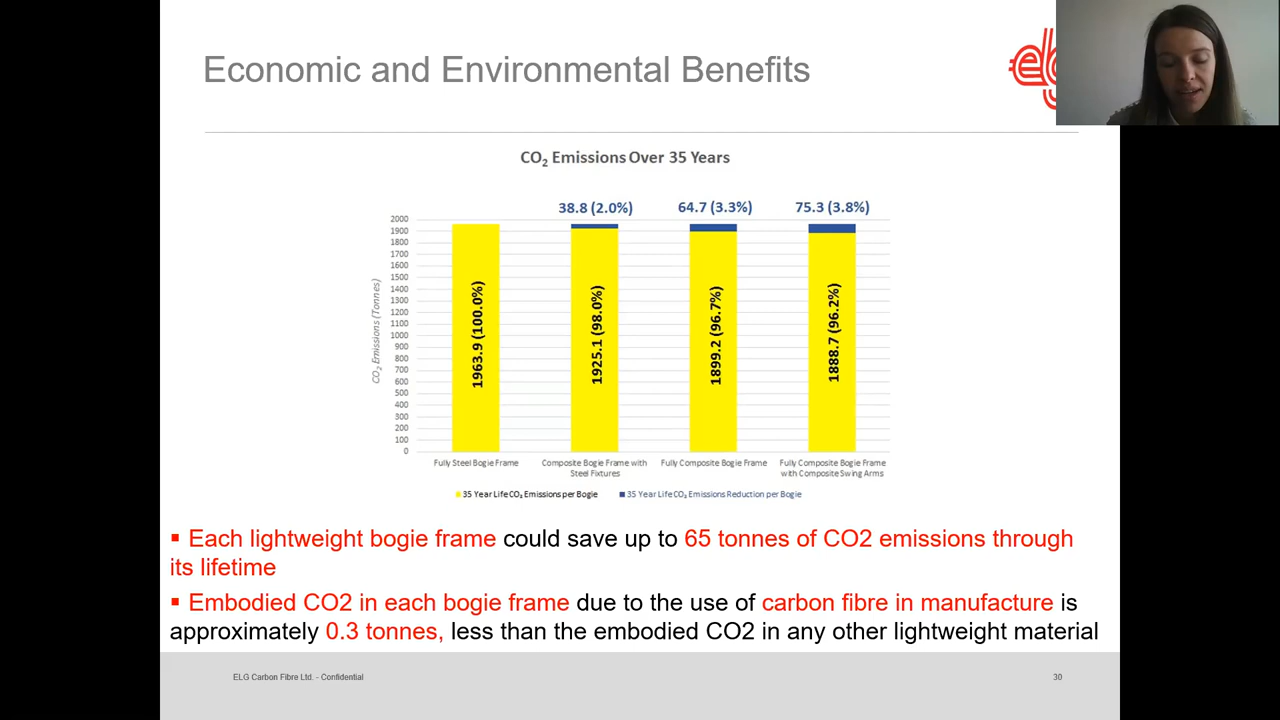 Economic and Environmental Benefits
CO₂ Emissions Over 35 Years
38.8 (2.0%) 64.7 (3.3%) 75.3 (3.8%)
2000
1900
1800
1700
1600
1500
1400
1300
1200
1100
1000
900
800
700
600
500
400
300
200
100
0
CO₂ Emissions (Tonnes)
1963.9 (100.0%)
1925.1 (98.0%)
1899.2 (96.7%)
1888.7 (96.2%)
Fully Steel Bogie Frame
Composite Bogie Frame with
Steel Fixtures
Fully Composite Bogie Frame
Fully Composite Bogie Frame
with Composite Swing Arms
35 Year Life CO₂ Emissions per Bogie
35 Year Life CO₂ Emissions Reduction per Bogie
▪ Each lightweight bogie frame could save up to 65 tonnes of CO2 emissions through
its lifetime
▪ Embodied CO2 in each bogie frame due to the use of carbon fibre in manufacture is
approximately 0.3 tonnes, less than the embodied CO2 in any other lightweight material
ELG Carbon Fibre Ltd. - Confidential
30